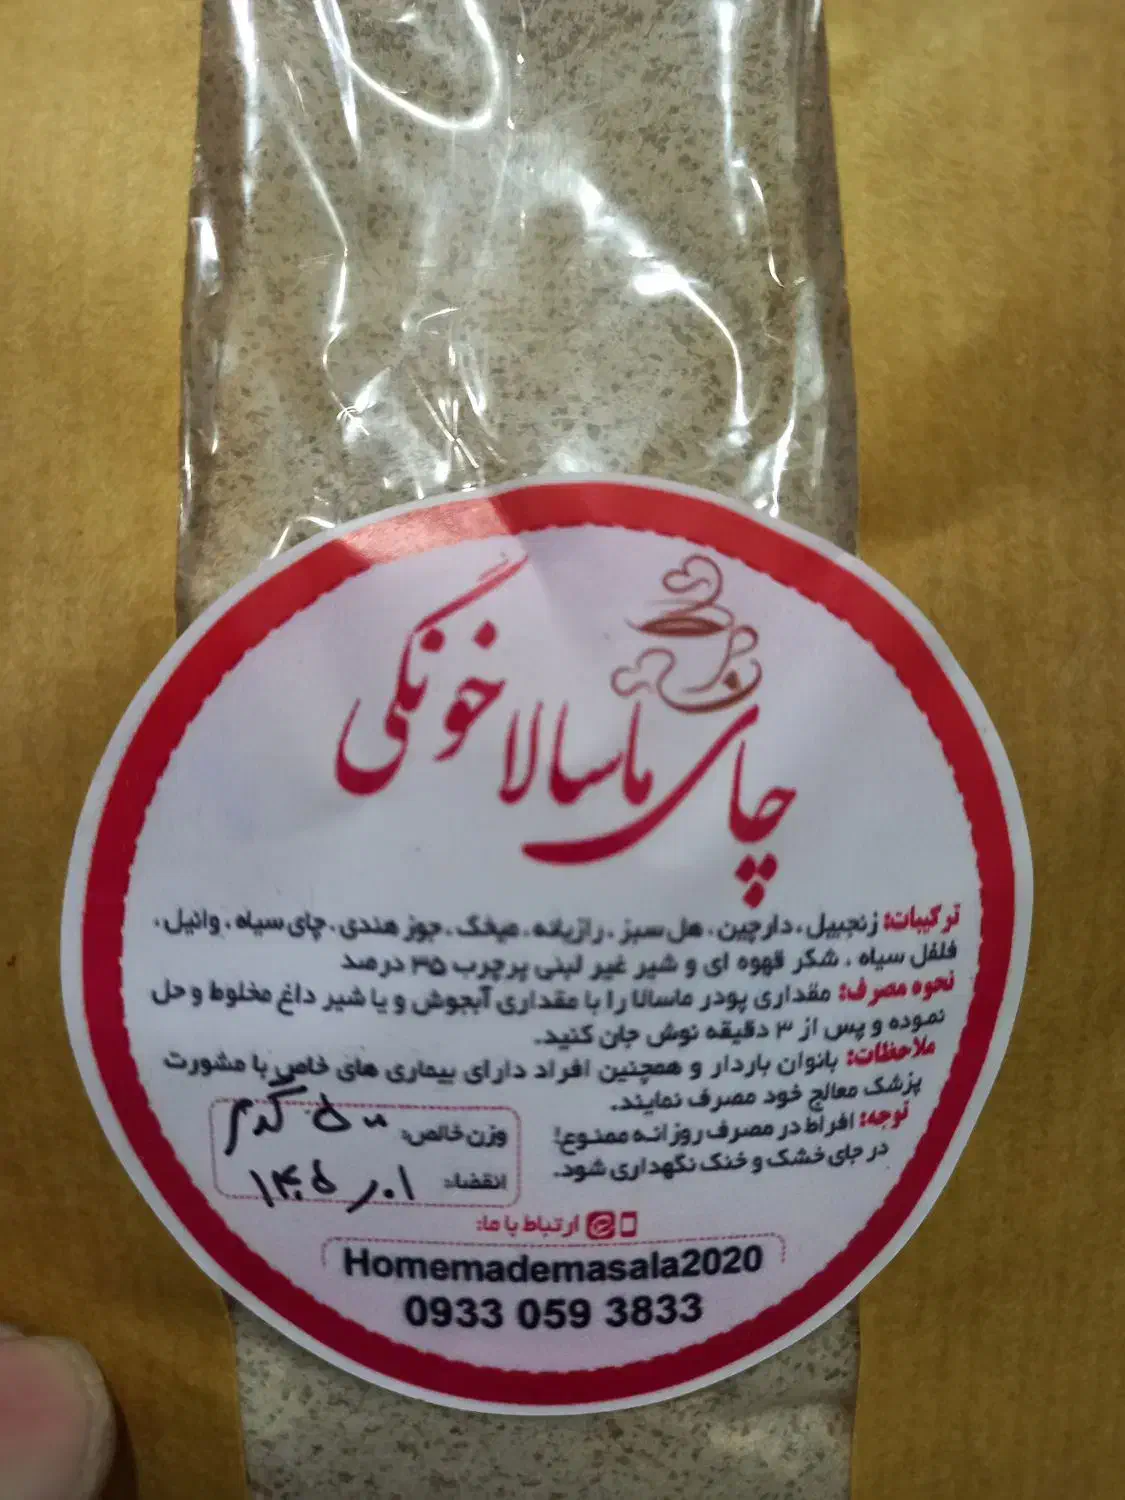 چای ماسالا خونگی
ترکیبات: زنجبیل، دارچین، هل سبز، رازیانه، میخک، جوز هندی، چای سیاه، وانیل،
فلفل سیاه، شکر قهوه ای و شیر غیر لبنی پرچرب ۳۵ درصد
نحوه مصرف: مقداری پودر ماسالا را با مقداری آبجوش و یا شیر داغ مخلوط و حل
نموده و پس از ۳ دقیقه نوش جان کنید.
ملاحظات: بانوان باردار و همچنین افراد دارای بیماری های خاص با مشورت
پزشک معالج خود مصرف نمایند.
توجه: افراط در مصرف روزانه ممنوع!
در جای خشک و خنک نگهداری شود.
وزن خالص: ۵۰ گرم
انقضا: ۱۴۰۵/۰۱
ارتباط با ما:
Homemademasala2020
0933 059 3833